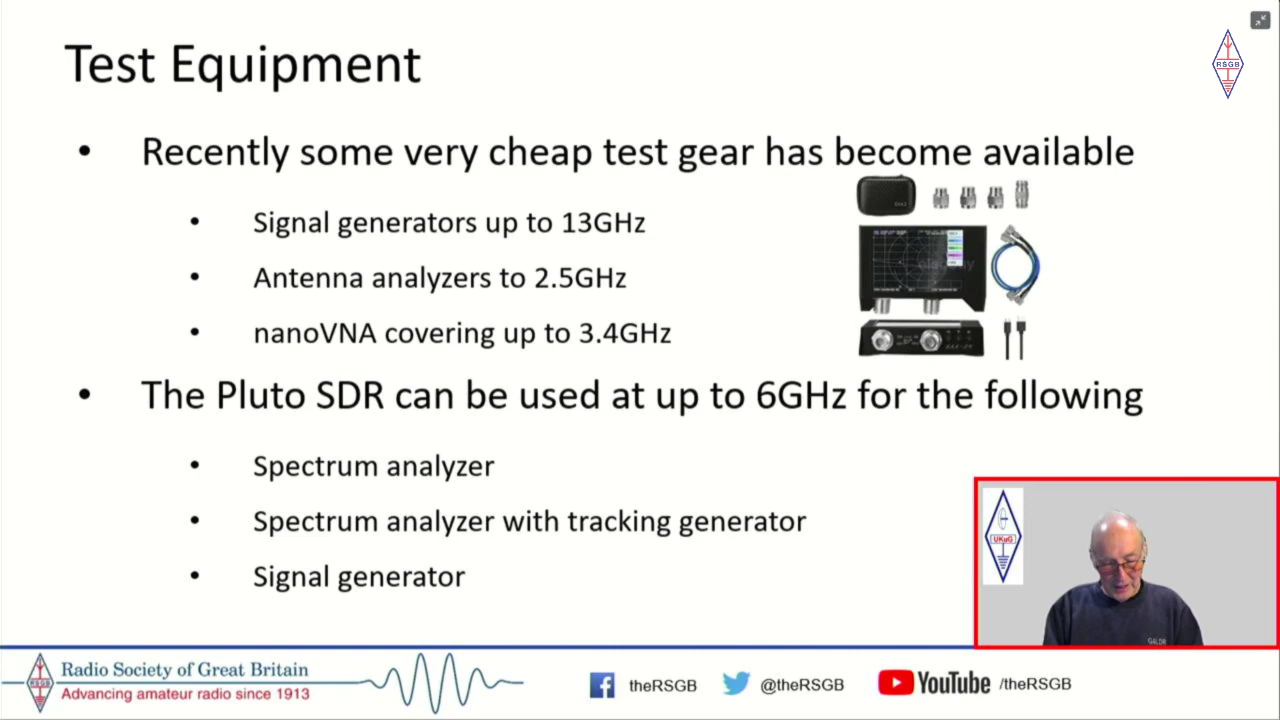 Test Equipment
RSGB
• Recently some very cheap test gear has become available
• Signal generators up to 13GHz
• Antenna analyzers to 2.5GHz
• nanoVNA covering up to 3.4GHz
• The Pluto SDR can be used at up to 6GHz for the following
• Spectrum analyzer
• Spectrum analyzer with tracking generator
• Signal generator
UKuG
RSGB
Radio Society of Great Britain
Advancing amateur radio since 1913
theRSGB
@theRSGB
YouTube /theRSGB